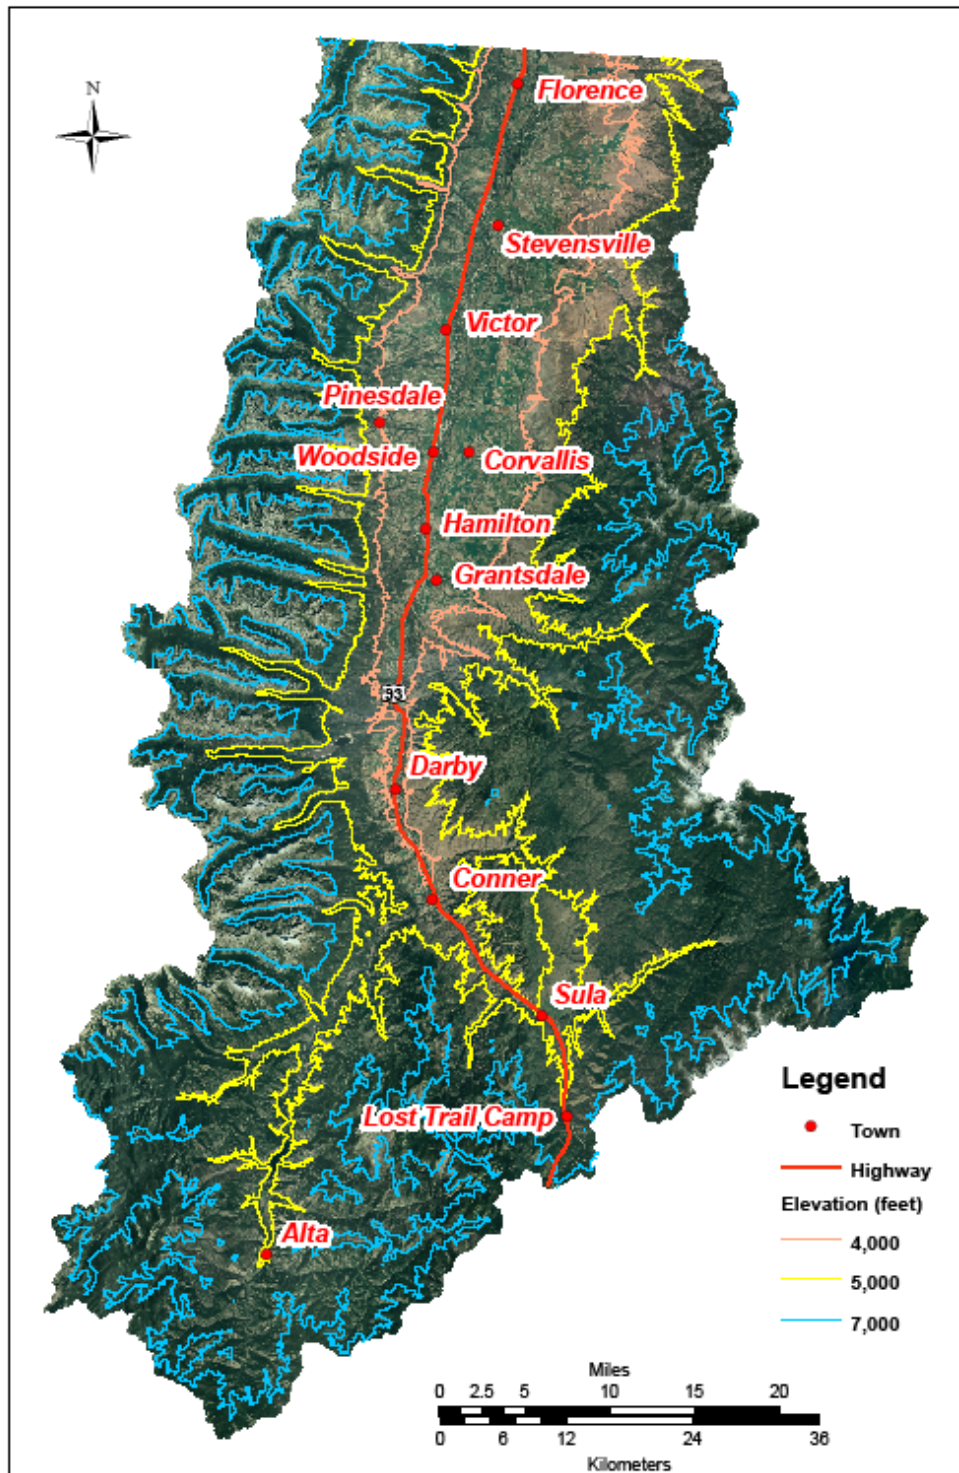 N
Florence
Stevensville
Victor
Pinesdale
Woodside
Corvallis
Hamilton
Grantsdale
93
Darby
Conner
Sula
Lost Trail Camp
Alta
Legend
Town
Highway
Elevation (feet)
4,000
5,000
7,000
Miles
0 2.5 5 10 15 20
0 6 12 24 36
Kilometers